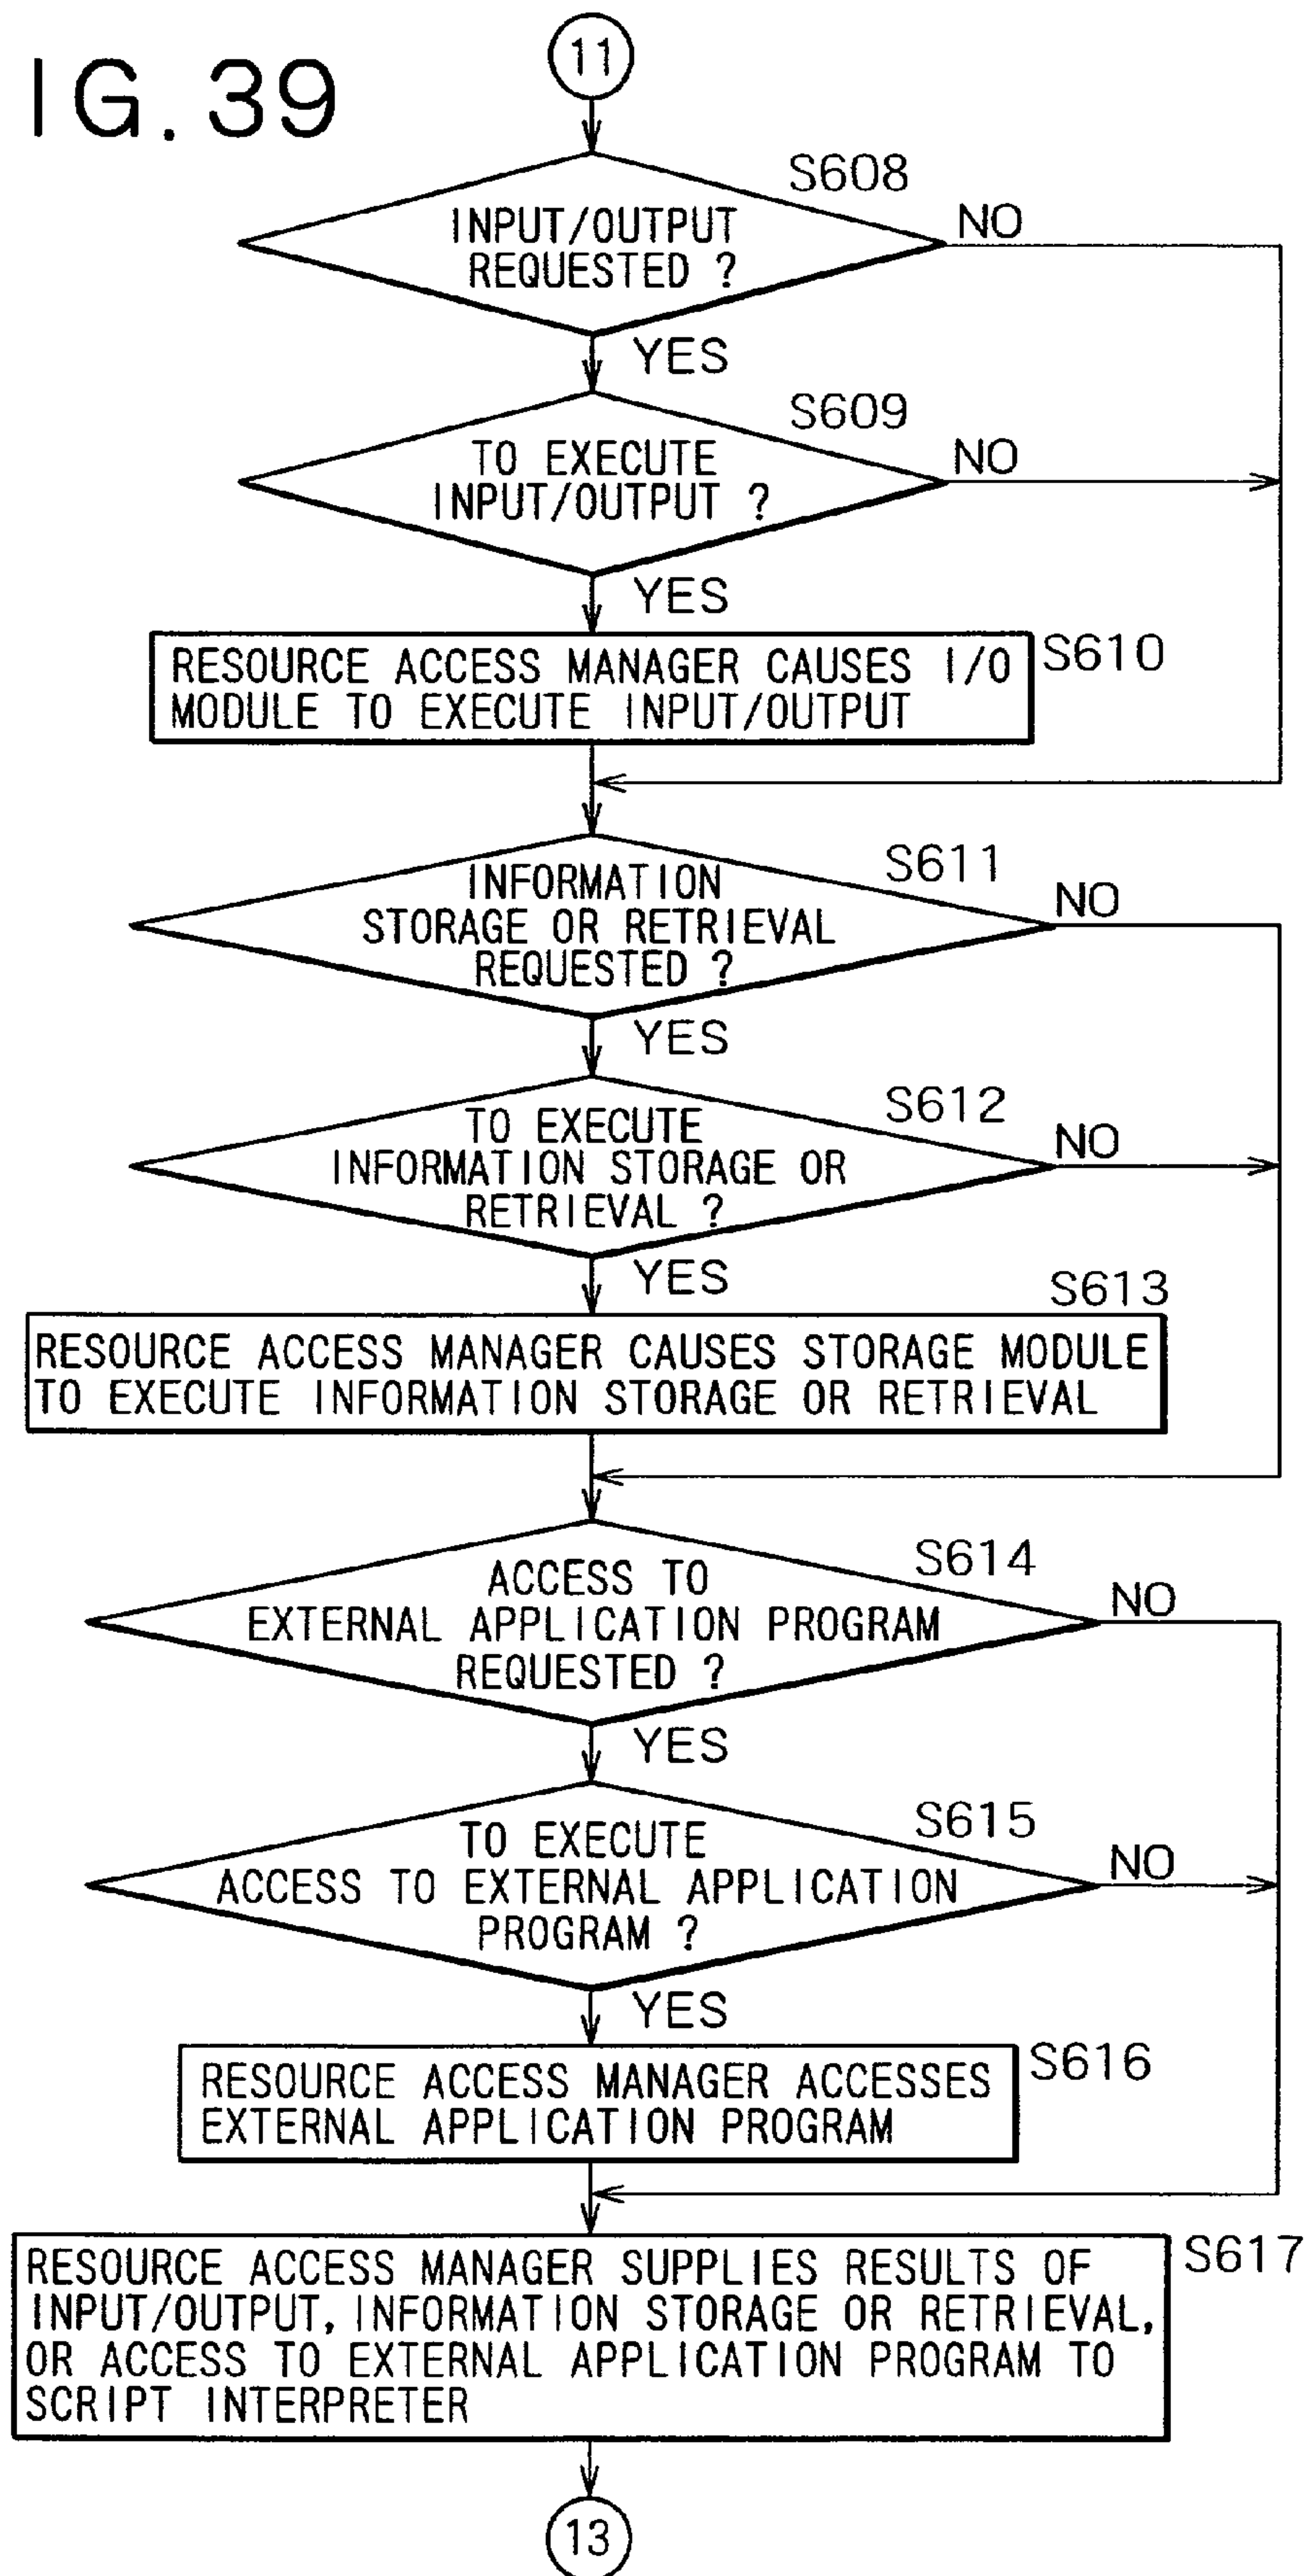 IG. 39
11
S608
INPUT/OUTPUT
REQUESTED ?
NO
YES
S609
TO EXECUTE
INPUT/OUTPUT ?
NO
YES
S610
RESOURCE ACCESS MANAGER CAUSES I/O
MODULE TO EXECUTE INPUT/OUTPUT
S611
INFORMATION
STORAGE OR RETRIEVAL
REQUESTED ?
NO
YES
S612
TO EXECUTE
INFORMATION STORAGE OR
RETRIEVAL ?
NO
YES
S613
RESOURCE ACCESS MANAGER CAUSES STORAGE MODULE
TO EXECUTE INFORMATION STORAGE OR RETRIEVAL
S614
ACCESS TO
EXTERNAL APPLICATION PROGRAM
REQUESTED ?
NO
YES
S615
TO EXECUTE
ACCESS TO EXTERNAL APPLICATION
PROGRAM ?
NO
YES
S616
RESOURCE ACCESS MANAGER ACCESSES
EXTERNAL APPLICATION PROGRAM
S617
RESOURCE ACCESS MANAGER SUPPLIES RESULTS OF
INPUT/OUTPUT, INFORMATION STORAGE OR RETRIEVAL,
OR ACCESS TO EXTERNAL APPLICATION PROGRAM TO
SCRIPT INTERPRETER
13